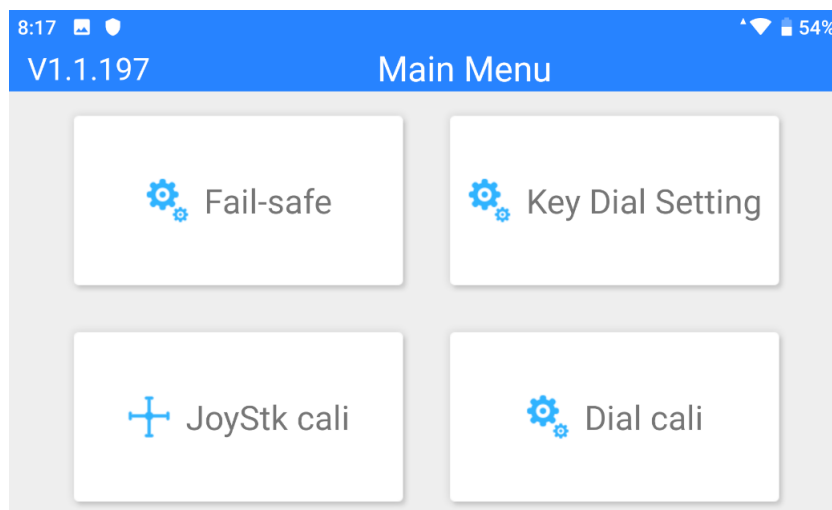 8:17 54%
V1.1.197 Main Menu
Fail-safe Key Dial Setting
JoyStk cali Dial cali